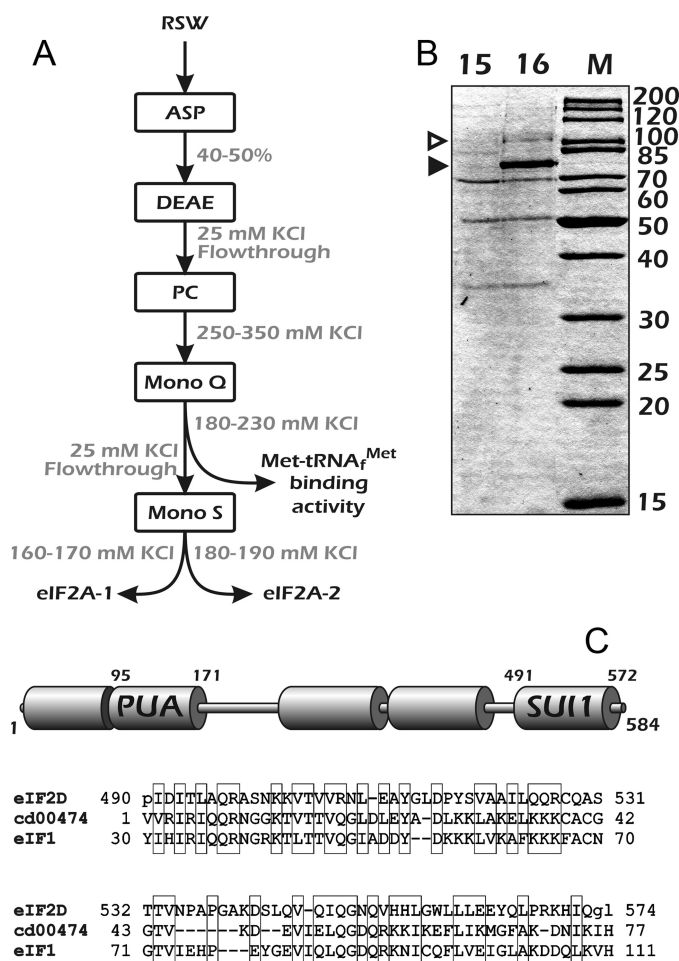 A
RSW
ASP
40-50%
DEAE
25 mM KCl
Flowthrough
PC
250-350 mM KCl
Mono Q
180-230 mM KCl
25 mM KCl
Flowthrough
Met-tRNAfMet
binding
activity
Mono S
160-170 mM KCl
180-190 mM KCl
eIF2A-1
eIF2A-2
B
15 16 M
200
120
100
85
70
60
50
40
30
25
20
15
C
95 171 491 572
PUA SUI1
1 584
eIF2D 490 pIDITLAQRASNKKVTVVRNL-EAYGLDPYSVAAILQQRCQAS 531
cd00474 1 VVRIRIQQRNGGKTVTTVQGLDLEYA-DLKKLAKELKKKCACG 42
eIF1 30 YIHIRIQQRNGRKTLTTVQGIADDY--DKKKLVKAFKKKFACN 70
eIF2D 532 TTVNPAPGAKDSLQV-QIQGNQVHHLGWLLLEEYQLPRKHIQgl 574
cd00474 43 GTV-----KD--EVIELQGDQRKKIKEFLIKMGFAK-DNIKIH 77
eIF1 71 GTVIEHP---EYGEVIQLQGDQRKNICQFLVEIGLAKDDQLKVH 111